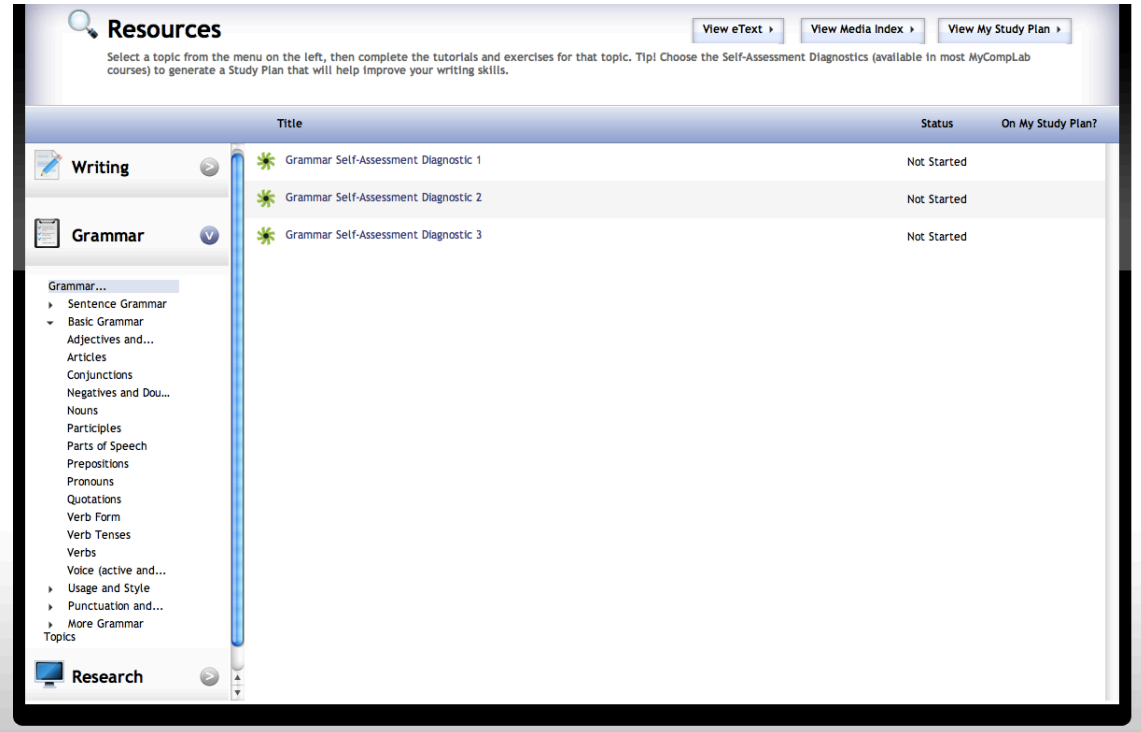 Resources
View eText
View Media Index
View My Study Plan
Select a topic from the menu on the left, then complete the tutorials and exercises for that topic. Tip! Choose the Self-Assessment Diagnostics (available in most MyCompLab
courses) to generate a Study Plan that will help improve your writing skills.
Title
Status
On My Study Plan?
Writing
Grammar Self-Assessment Diagnostic 1
Not Started
Grammar Self-Assessment Diagnostic 2
Not Started
Grammar
Grammar Self-Assessment Diagnostic 3
Not Started
Grammar...
Sentence Grammar
Basic Grammar
Adjectives and...
Articles
Conjunctions
Negatives and Dou...
Nouns
Participles
Parts of Speech
Prepositions
Pronouns
Quotations
Verb Form
Verb Tenses
Verbs
Voice (active and...
Usage and Style
Punctuation and...
More Grammar
Topics
Research